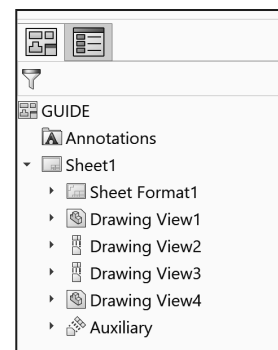 GUIDE
Annotations
Sheet1
Sheet Format1
Drawing View1
Drawing View2
Drawing View3
Drawing View4
Auxiliary